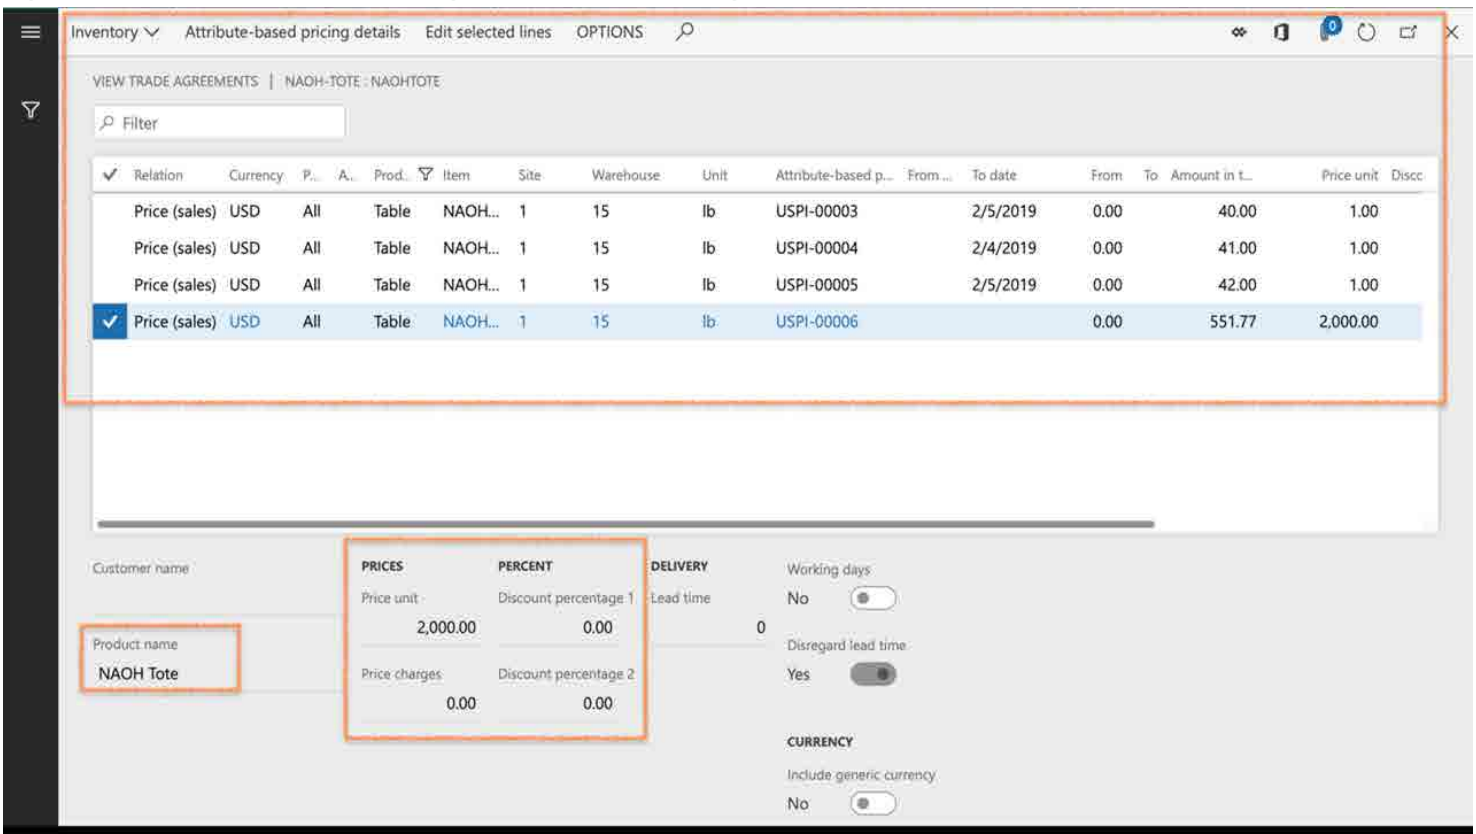 Inventory Attribute-based pricing details Edit selected lines OPTIONS 0
VIEW TRADE AGREEMENTS | NAOH-TOTE : NAOHTOTE
Filter
Relation Currency P... A... Prod... Item Site Warehouse Unit Attribute-based p... From ... To date From To Amount in t... Price unit Discc
Price (sales) USD All Table NAOH... 1 15 lb USPI-00003 2/5/2019 0.00 40.00 1.00
Price (sales) USD All Table NAOH... 1 15 lb USPI-00004 2/4/2019 0.00 41.00 1.00
Price (sales) USD All Table NAOH... 1 15 lb USPI-00005 2/5/2019 0.00 42.00 1.00
Price (sales) USD All Table NAOH... 1 15 lb USPI-00006 0.00 551.77 2,000.00
Customer name
Product name
NAOH Tote
PRICES
Price unit
2,000.00
Price charges
0.00
PERCENT
Discount percentage 1
0.00
Discount percentage 2
0.00
DELIVERY
Lead time
0
Working days
No
Disregard lead time
Yes
CURRENCY
Include generic currency
No